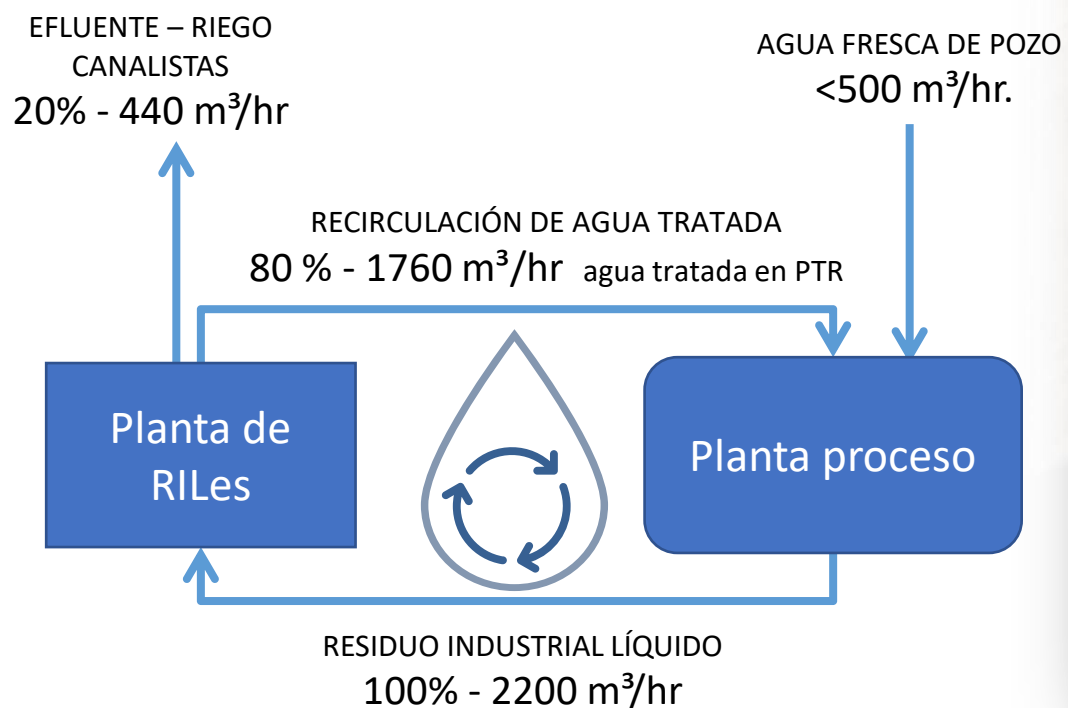 EFLUENTE – RIEGO
CANALISTAS
20% - 440 m³/hr
AGUA FRESCA DE POZO
<500 m³/hr.
RECIRCULACIÓN DE AGUA TRATADA
80 % - 1760 m³/hr agua tratada en PTR
Planta de
RILes
Planta proceso
RESIDUO INDUSTRIAL LÍQUIDO
100% - 2200 m³/hr